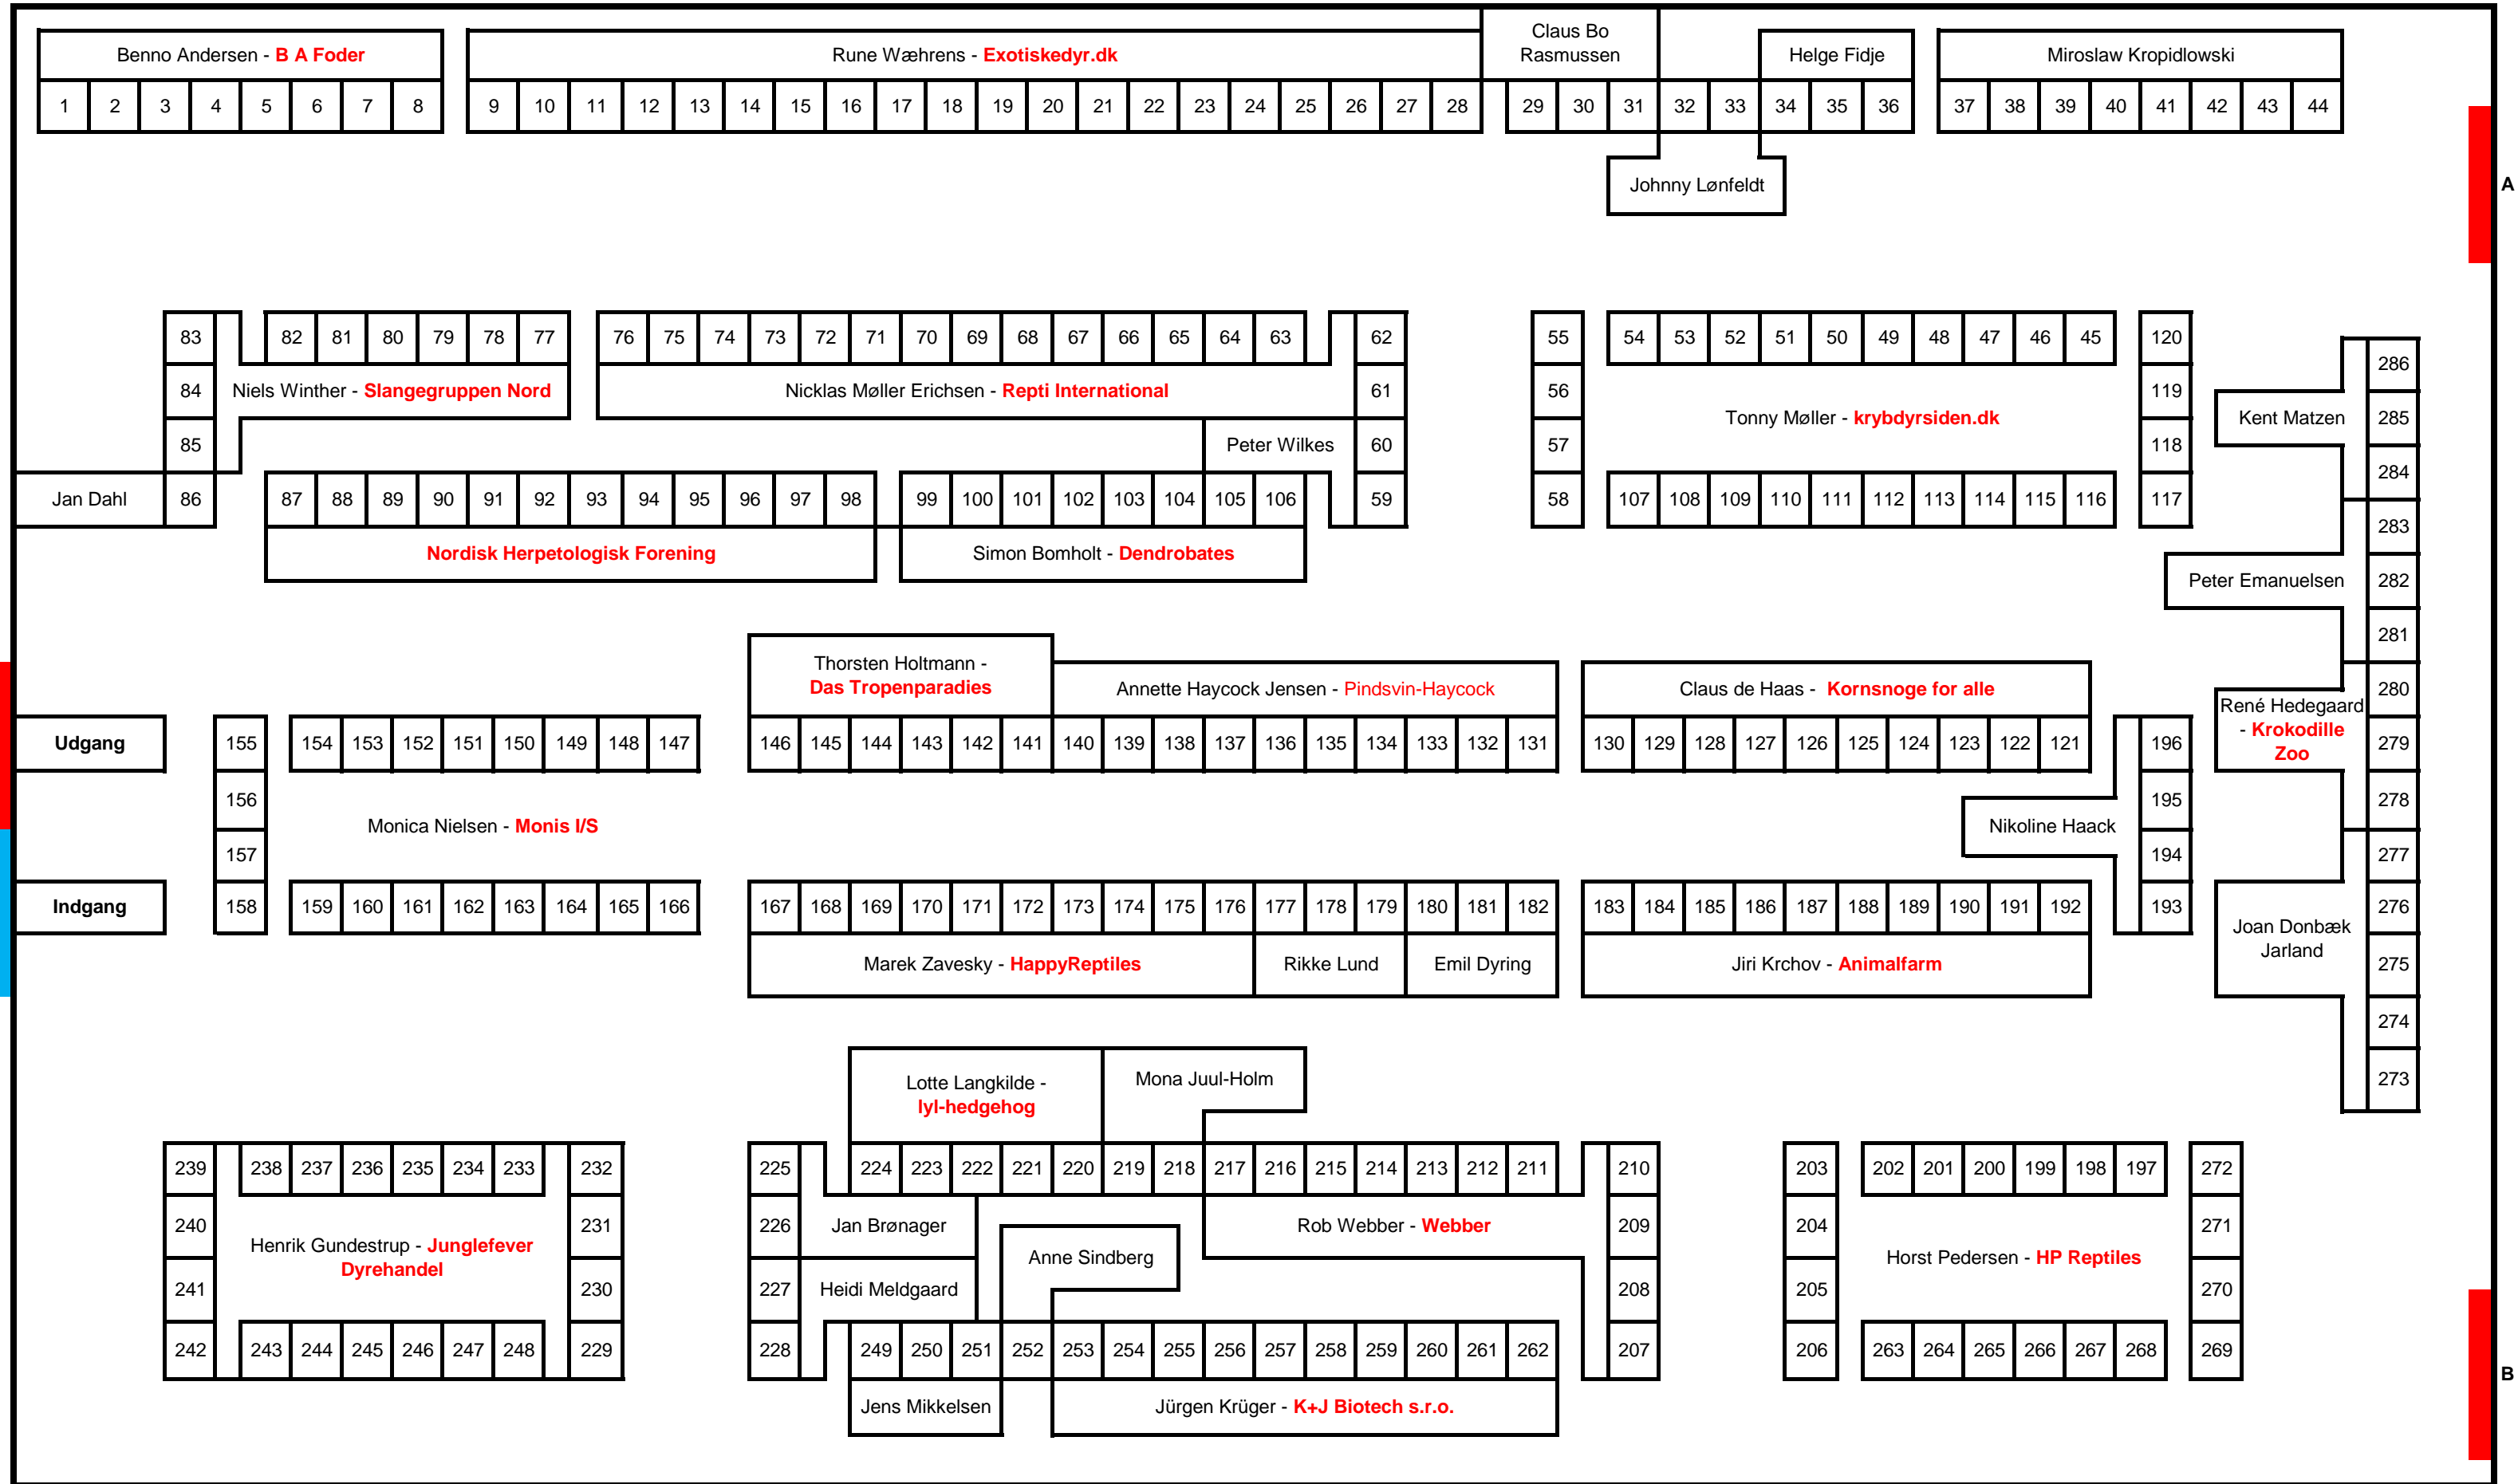 Claus Bo
Rasmussen
Benno Andersen - B A Foder
Rune Wæhrens - Exotiskedyr.dk
Helge Fidje
Miroslaw Kropidlowski
1 2 3 4 5 6 7 8 9 10 11 12 13 14 15 16 17 18 19 20 21 22 23 24 25 26 27 28 29 30 31 32 33 34 35 36 37 38 39 40 41 42 43 44
Johnny Lønfeldt
A
83 82 81 80 79 78 77 76 75 74 73 72 71 70 69 68 67 66 65 64 63 62 55 54 53 52 51 50 49 48 47 46 45 120
286
84 Niels Winther - Slangegruppen Nord
Nicklas Møller Erichsen - Repti International
61 56 119
Tonny Møller - krybdyrsiden.dk
Kent Matzen 285
85
Peter Wilkes 60 57 118
284
Jan Dahl 86 87 88 89 90 91 92 93 94 95 96 97 98 99 100 101 102 103 104 105 106 59 58 107 108 109 110 111 112 113 114 115 116 117
283
Nordisk Herpetologisk Forening
Simon Bomholt - Dendrobates
Peter Emanuelsen 282
281
Thorsten Holtmann -
Das Tropenparadies
Annette Haycock Jensen - Pindsvin-Haycock
Claus de Haas - Kornsnoge for alle
280
René Hedegaard
- Krokodille
Zoo
Udgang 155 154 153 152 151 150 149 148 147 146 145 144 143 142 141 140 139 138 137 136 135 134 133 132 131 130 129 128 127 126 125 124 123 122 121 196 279
156 195 278
Monica Nielsen - Monis I/S
Nikoline Haack
157 194 277
Indgang 158 159 160 161 162 163 164 165 166 167 168 169 170 171 172 173 174 175 176 177 178 179 180 181 182 183 184 185 186 187 188 189 190 191 192 193 276
Joan Donbæk
Jarland
Marek Zavesky - HappyReptiles
Rikke Lund
Emil Dyring
Jiri Krchov - Animalfarm
275
274
Lotte Langkilde -
lyl-hedgehog
Mona Juul-Holm
273
239 238 237 236 235 234 233 232 225 224 223 222 221 220 219 218 217 216 215 214 213 212 211 210 203 202 201 200 199 198 197 272
240 231 226 Jan Brønager
Rob Webber - Webber
209 204 271
Henrik Gundestrup - Junglefever
Dyrehandel
Anne Sindberg
Horst Pedersen - HP Reptiles
241 230 227 Heidi Meldgaard 208 205 270
242 243 244 245 246 247 248 229 228 249 250 251 252 253 254 255 256 257 258 259 260 261 262 207 206 263 264 265 266 267 268 269
B
Jens Mikkelsen
Jürgen Krüger - K+J Biotech s.r.o.